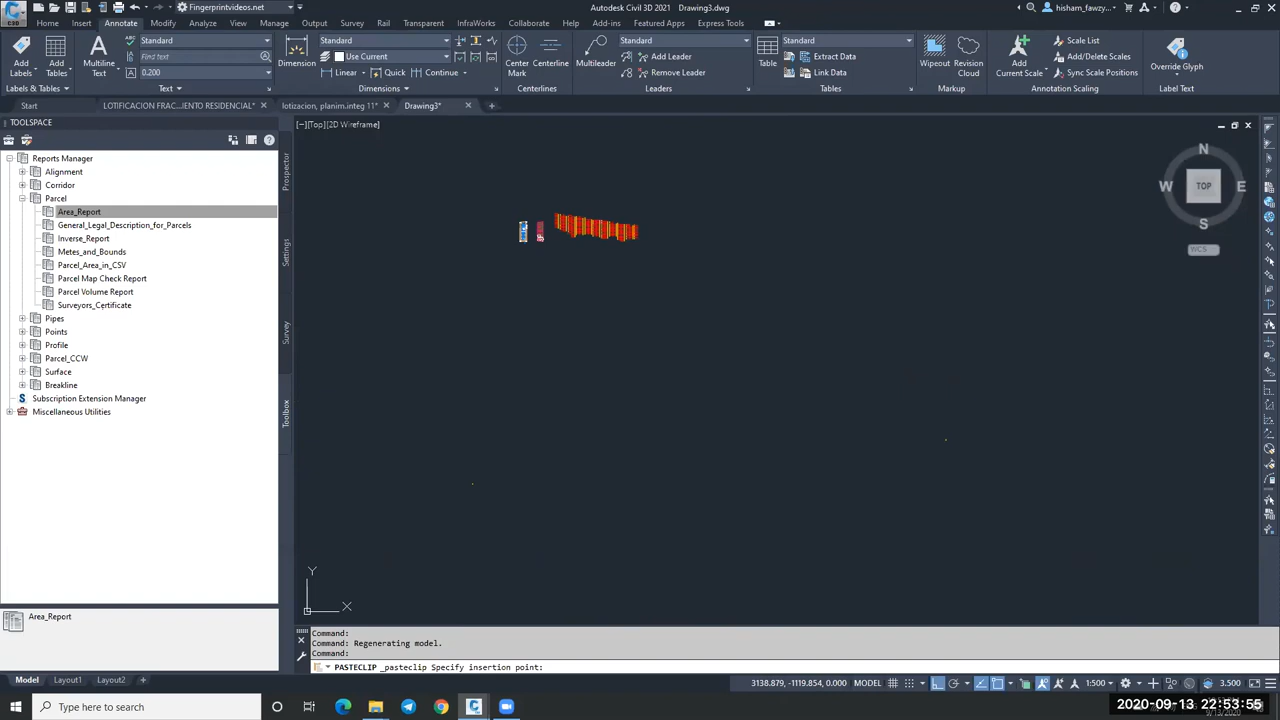 C3D
Fingerprintvideos.net
Autodesk Civil 3D 2021 Drawing3.dwg
hisham_fawzy...
Home Insert Annotate Modify Analyze View Manage Output Survey Rail Transparent InfraWorks Collaborate Help Add-ins Featured Apps Express Tools
Standard Standard Standard Standard Scale List
Find text Use Current Add Leader Extract Data Add/Delete Scales
0.200 Linear Quick Continue Remove Leader Link Data Sync Scale Positions
Add Labels Add Tables Multiline Text Dimension Center Mark Centerline Multileader Table Wipeout Revision Cloud Add Current Scale Override Glyph
Labels & Tables Text Dimensions Centerlines Leaders Tables Markup Annotation Scaling Label Text
Start LOTIFICACION FRAC...IENTO RESIDENCIAL* lotizacion, planim.integ 11* Drawing3*
TOOLSPACE
[−][Top][2D Wireframe]
Reports Manager
Alignment
Corridor
Parcel
Area_Report
General_Legal_Description_for_Parcels
Inverse_Report
Metes_and_Bounds
Parcel_Area_in_CSV
Parcel Map Check Report
Parcel Volume Report
Surveyors_Certificate
Pipes
Points
Profile
Parcel_CCW
Surface
Breakline
Subscription Extension Manager
Miscellaneous Utilities
Prospector
Settings
Survey
Toolbox
N
W TOP E
S
WCS
Y
X
Area_Report
Command:
Command: Regenerating model.
Command:
PASTECLIP _pasteclip Specify insertion point:
Model Layout1 Layout2
3138.879, -1119.854, 0.000 MODEL 1:500 3.500
Type here to search
2020-09-13 22:53:55